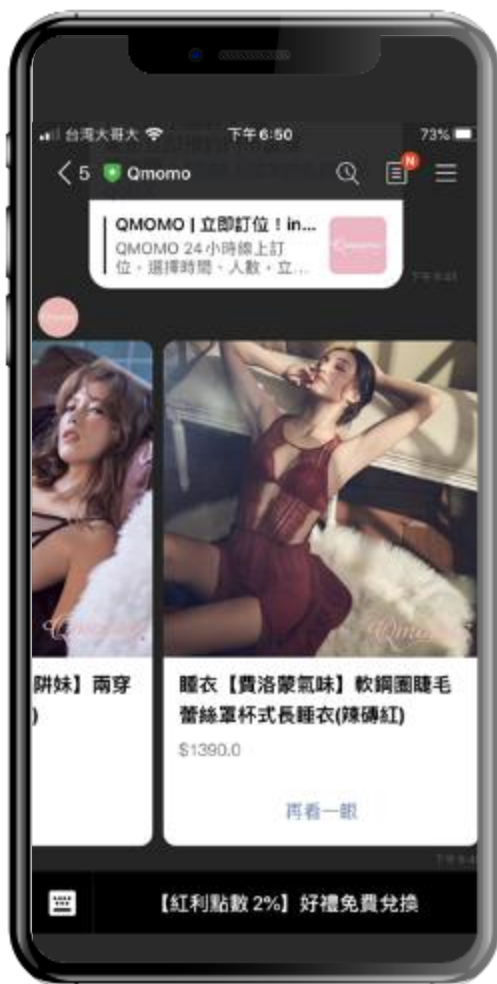 台灣大哥大
下午6:50
73%
5
Qmomo
N
QMOMO | 立即訂位！in...
QMOMO 24小時線上訂
位，選擇時間、人數，立...
Qmomo
阱妹】兩穿
)
睡衣【費洛蒙氣味】軟鋼圈睫毛
蕾絲罩杯式長睡衣(辣磚紅)
$1390.0
再看一眼
【紅利點數 2%】好禮免費兌換